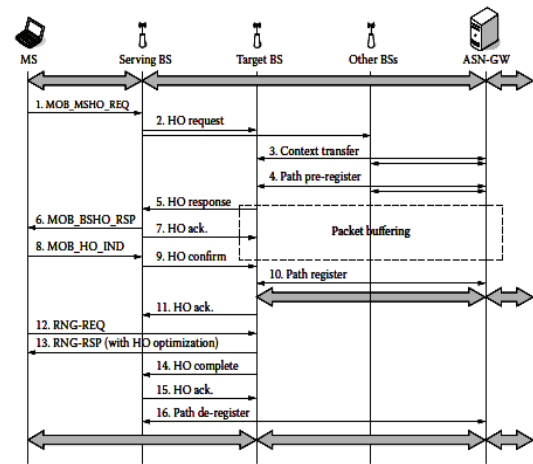 MS Serving BS Target BS Other BSs ASN-GW
1. MOB_MSHO_REQ
2. HO request
3. Context transfer
4. Path pre-register
5. HO response
6. MOB_BSHO_RSP
Packet buffering
7. HO ack.
8. MOB_HO_IND
9. HO confirm
10. Path register
11. HO ack.
12. RNG-REQ
13. RNG-RSP (with HO optimization)
14. HO complete
15. HO ack.
16. Path de-register